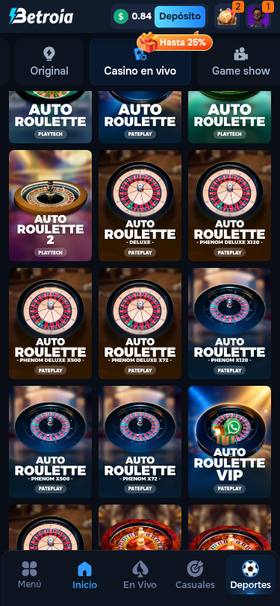 Betroia
$ 0.84 Depósito 2 1
Hasta 25%
Original Casino en vivo Game show
AUTO ROULETTE PLAYTECH
AUTO ROULETTE PATEPLAY
AUTO ROULETTE PLAYTECH
AUTO
ROULETTE
2
PLAYTECH
AUTO
ROULETTE
- DELUXE -
PATEPLAY
AUTO
ROULETTE
- PHENOM DELUXE X120 -
PATEPLAY
AUTO
ROULETTE
- PHENOM DELUXE X500 -
PATEPLAY
AUTO
ROULETTE
- PHENOM DELUXE X72 -
PATEPLAY
AUTO
ROULETTE
- PHENOM X120 -
PATEPLAY
AUTO
ROULETTE
- PHENOM X500 -
PATEPLAY
AUTO
ROULETTE
- PHENOM X72 -
PATEPLAY
AUTO
ROULETTE
VIP
PATEPLAY
Menú Inicio En Vivo Casuales Deportes